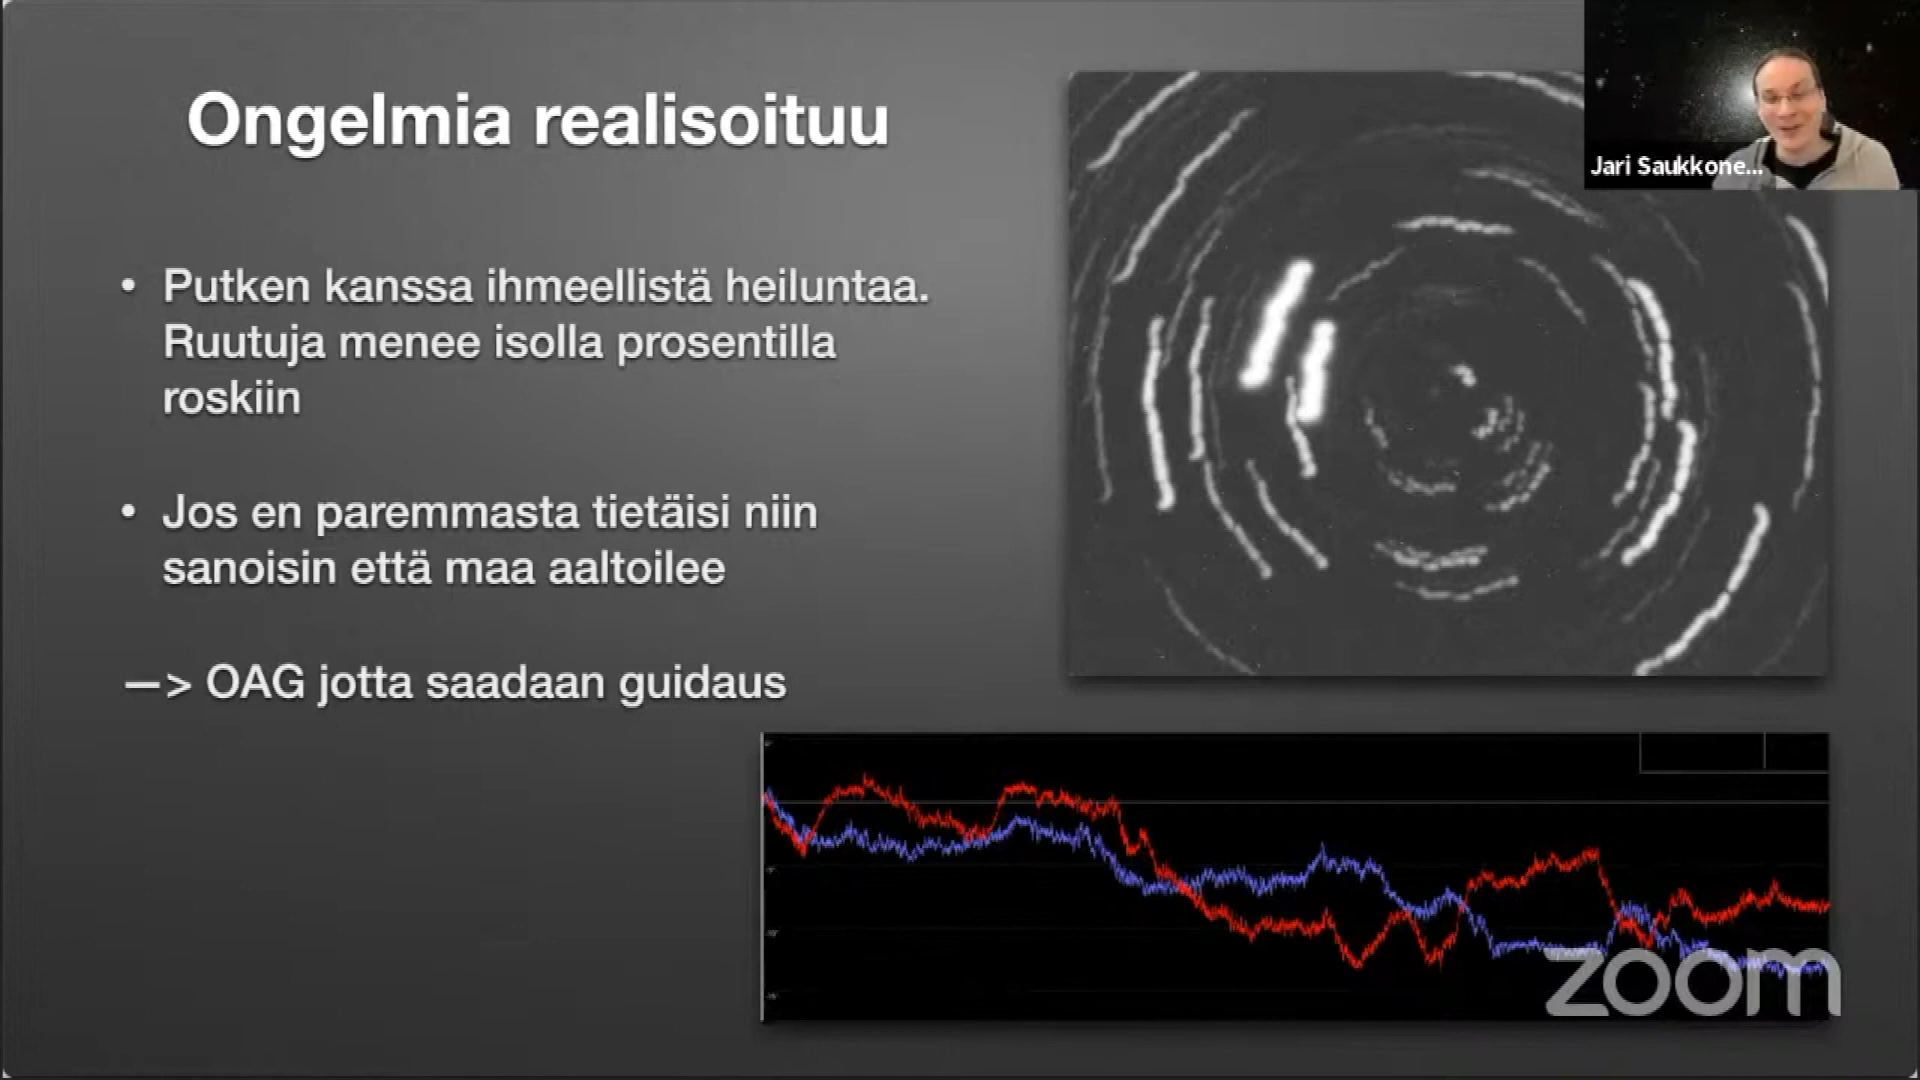 Ongelmia realisoituu
Jari Saukkone...
• Putken kanssa ihmeellistä heiluntaa.
Ruutuja menee isolla prosentilla
roskiin
• Jos en paremmasta tietäisi niin
sanoisin että maa aaltoilee
—> OAG jotta saadaan guidaus
zoom